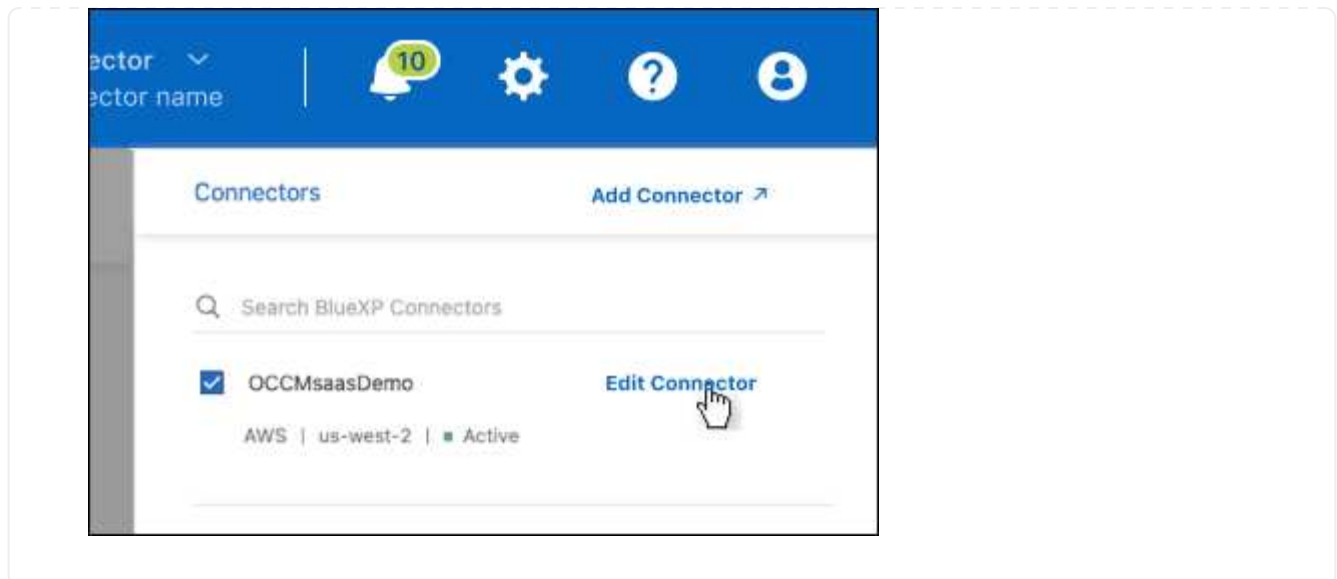 ector
ector name
10
?
Connectors
Add Connector
Search BlueXP Connectors
OCCMsaasDemo
Edit Connector
AWS | us-west-2 | Active